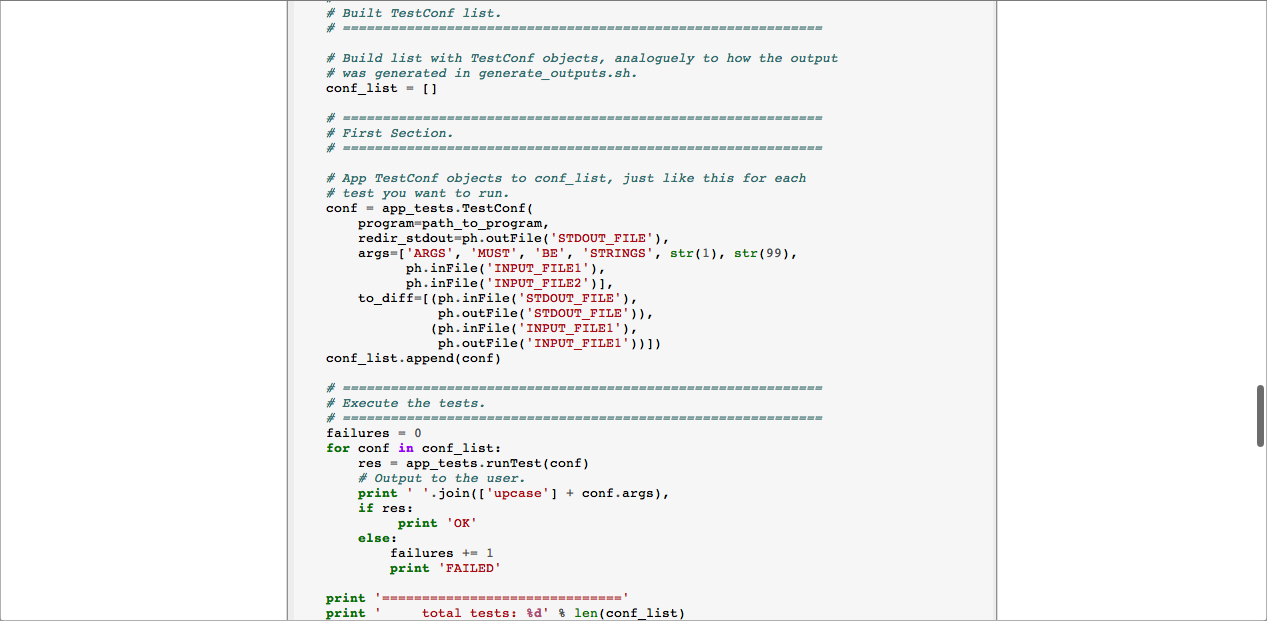 # Built TestConf list.
# ============================================================
# Build list with TestConf objects, analoguely to how the output
# was generated in generate_outputs.sh.
conf_list = []
# ============================================================
# First Section.
# ============================================================
# App TestConf objects to conf_list, just like this for each
# test you want to run.
conf = app_tests.TestConf(
    program=path_to_program,
    redir_stdout=ph.outFile('STDOUT_FILE'),
    args=['ARGS', 'MUST', 'BE', 'STRINGS', str(1), str(99),
          ph.inFile('INPUT_FILE1'),
          ph.inFile('INPUT_FILE2')],
    to_diff=[(ph.inFile('STDOUT_FILE'),
              ph.outFile('STDOUT_FILE')),
             (ph.inFile('INPUT_FILE1'),
              ph.outFile('INPUT_FILE1'))])
conf_list.append(conf)
# ============================================================
# Execute the tests.
# ============================================================
failures = 0
for conf in conf_list:
    res = app_tests.runTest(conf)
    # Output to the user.
    print ' '.join(['upcase'] + conf.args),
    if res:
         print 'OK'
    else:
        failures += 1
        print 'FAILED'
print '=============================='
print '     total tests: %d' % len(conf_list)